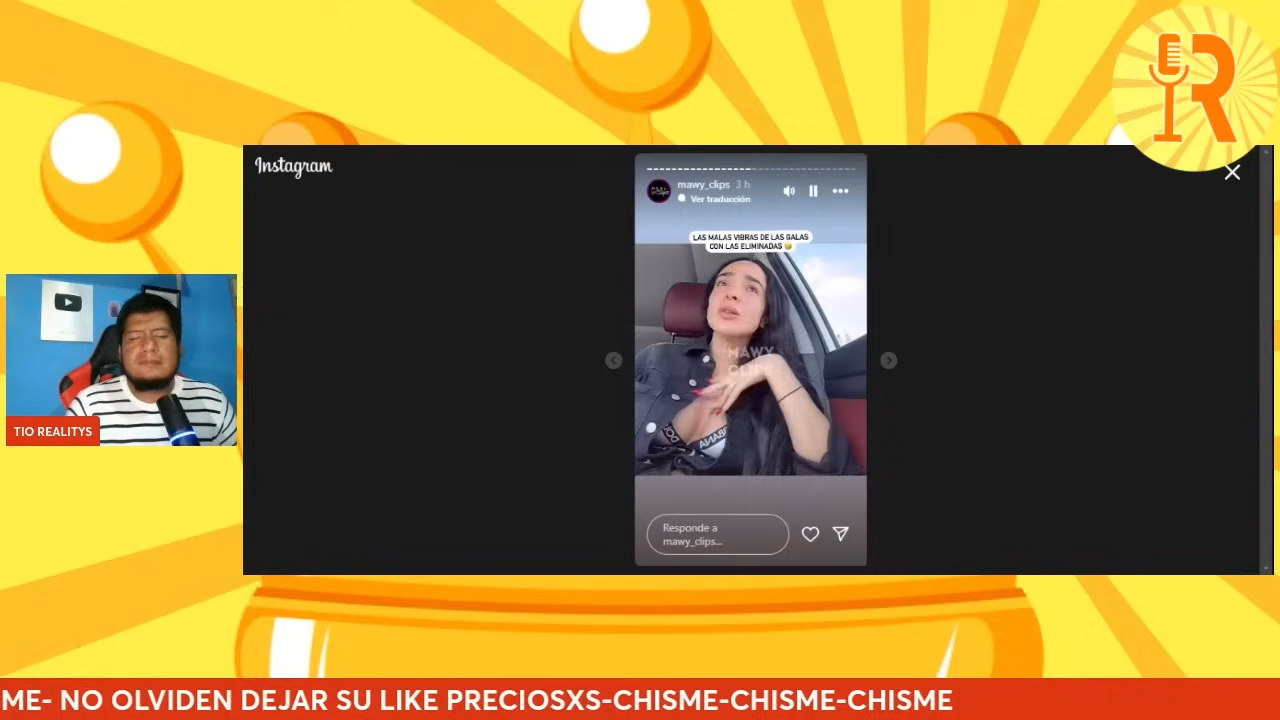 R
Instagram
mawy_clips 3 h
Ver traducción
LAS MALAS VIBRAS DE LAS GALAS
CON LAS ELIMINADAS
MAWY
Responde a
mawy_clips...
TIO REALITYS
ME- NO OLVIDEN DEJAR SU LIKE PRECIOSXS-CHISME-CHISME-CHISME